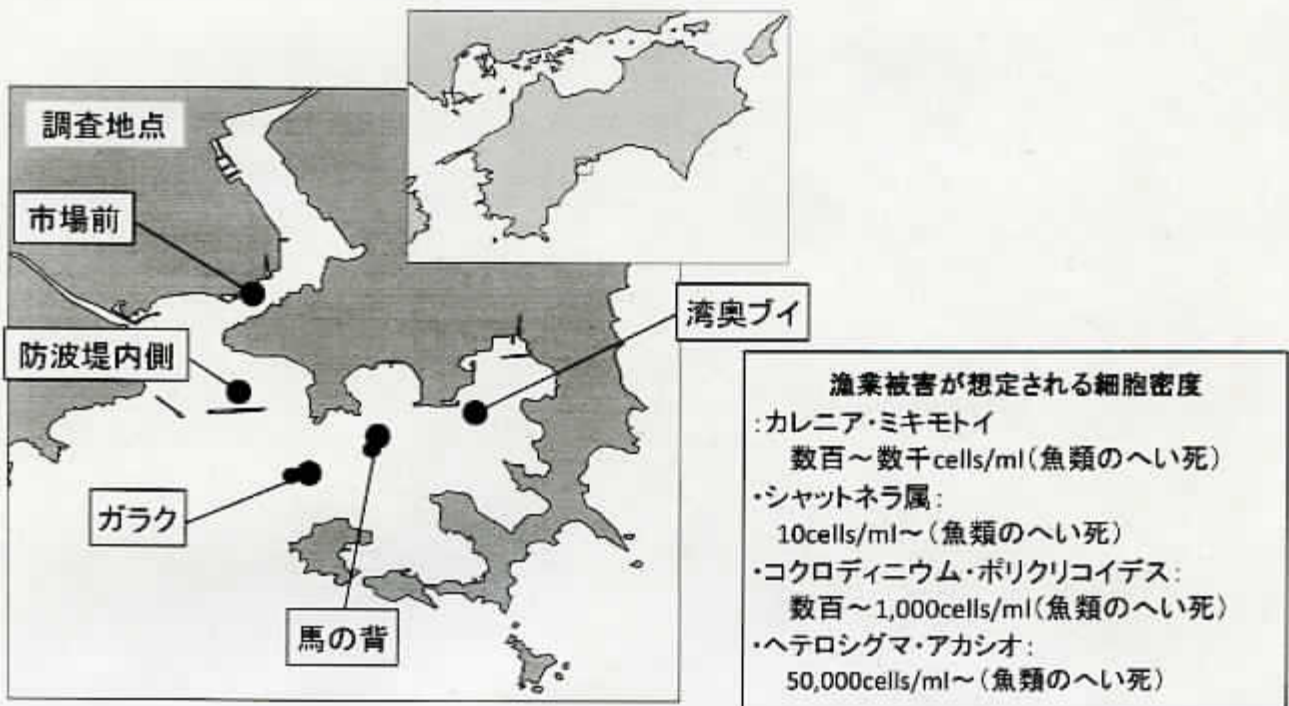 調査地点
市場前
防波堤内側
ガラク
馬の背
湾奥ブイ
漁業被害が想定される細胞密度
:カレニア・ミキモトイ
数百~数千cells/ml(魚類のへい死)
・シャットネラ属:
10cells/ml~(魚類のへい死)
・コクロディニウム・ポリクリコイデス:
数百~1,000cells/ml(魚類のへい死)
・ヘテロシグマ・アカシオ:
50,000cells/ml~(魚類のへい死)